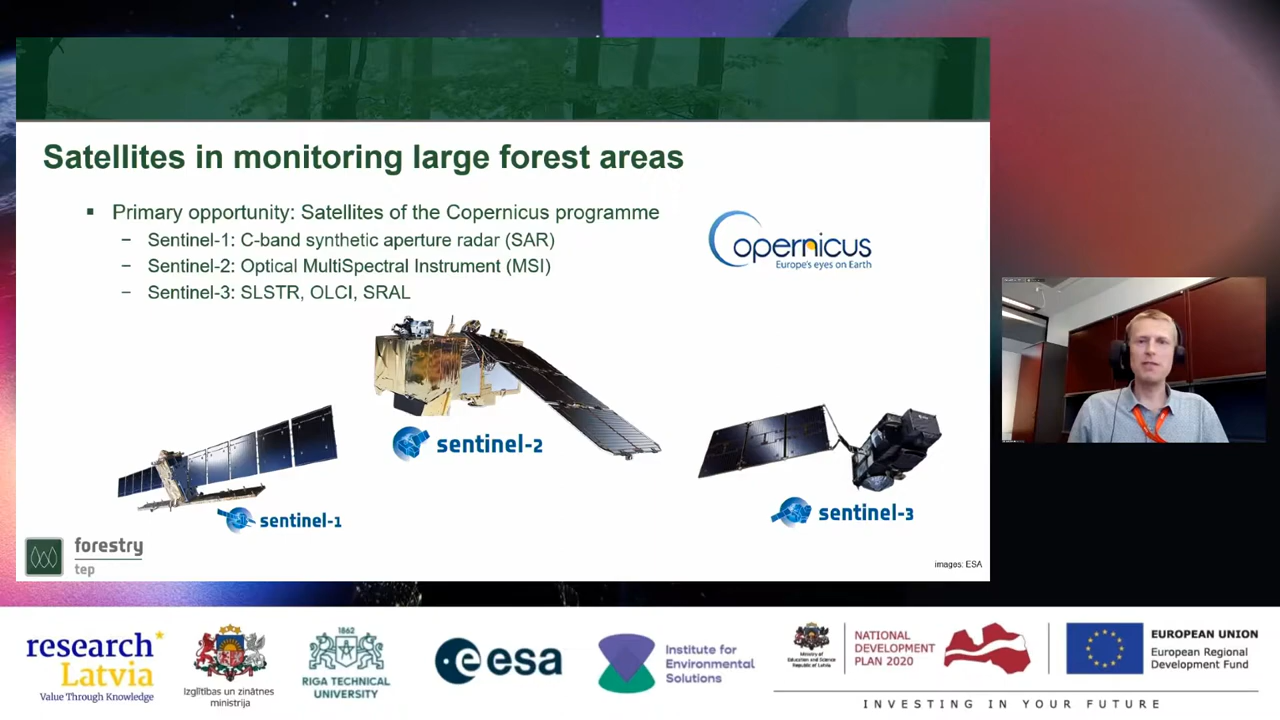 Satellites in monitoring large forest areas
▪ Primary opportunity: Satellites of the Copernicus programme
– Sentinel-1: C-band synthetic aperture radar (SAR)
– Sentinel-2: Optical MultiSpectral Instrument (MSI)
– Sentinel-3: SLSTR, OLCI, SRAL
Copernicus
Europe's eyes on Earth
sentinel-2
sentinel-1
sentinel-3
forestry
tep
images: ESA
research
Latvia
Value Through Knowledge
Izglītības un zinātnes
ministrija
1862
RIGA TECHNICAL
UNIVERSITY
esa
Institute for
Environmental
Solutions
Ministry of
Education and Science
Republic of Latvia
NATIONAL
DEVELOPMENT
PLAN 2020
EUROPEAN UNION
European Regional
Development Fund
INVESTING IN YOUR FUTURE